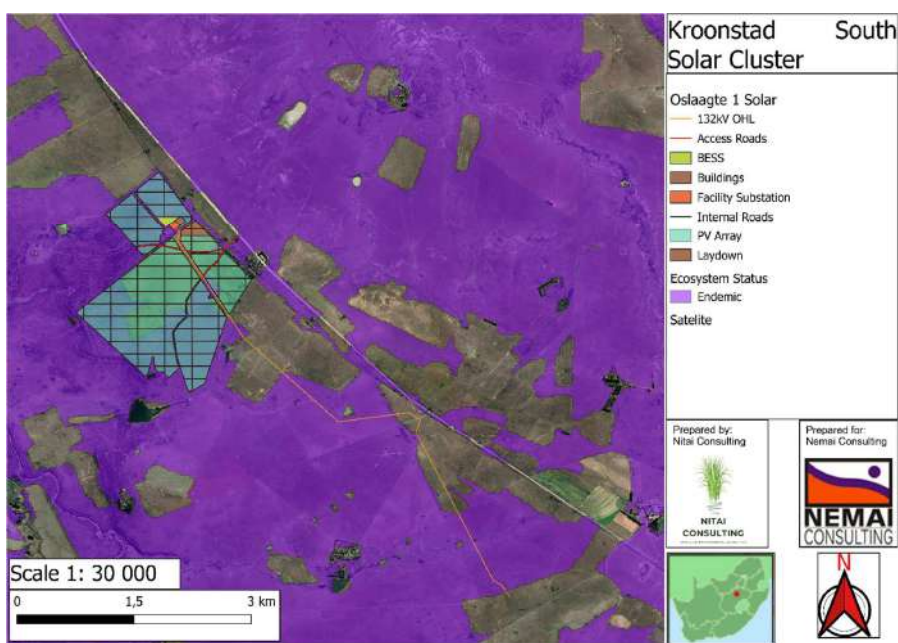 Kroonstad South
Solar Cluster
Oslaagte 1 Solar
132kV OHL
Access Roads
BESS
Buildings
Facility Substation
Internal Roads
PV Array
Laydown
Ecosystem Status
Endemic
Satelite
Prepared by:
Nitai Consulting
NITAI
CONSULTING
Prepared for:
Nemai Consulting
NEMAI
CONSULTING
N
Scale 1: 30 000
0 1,5 3 km